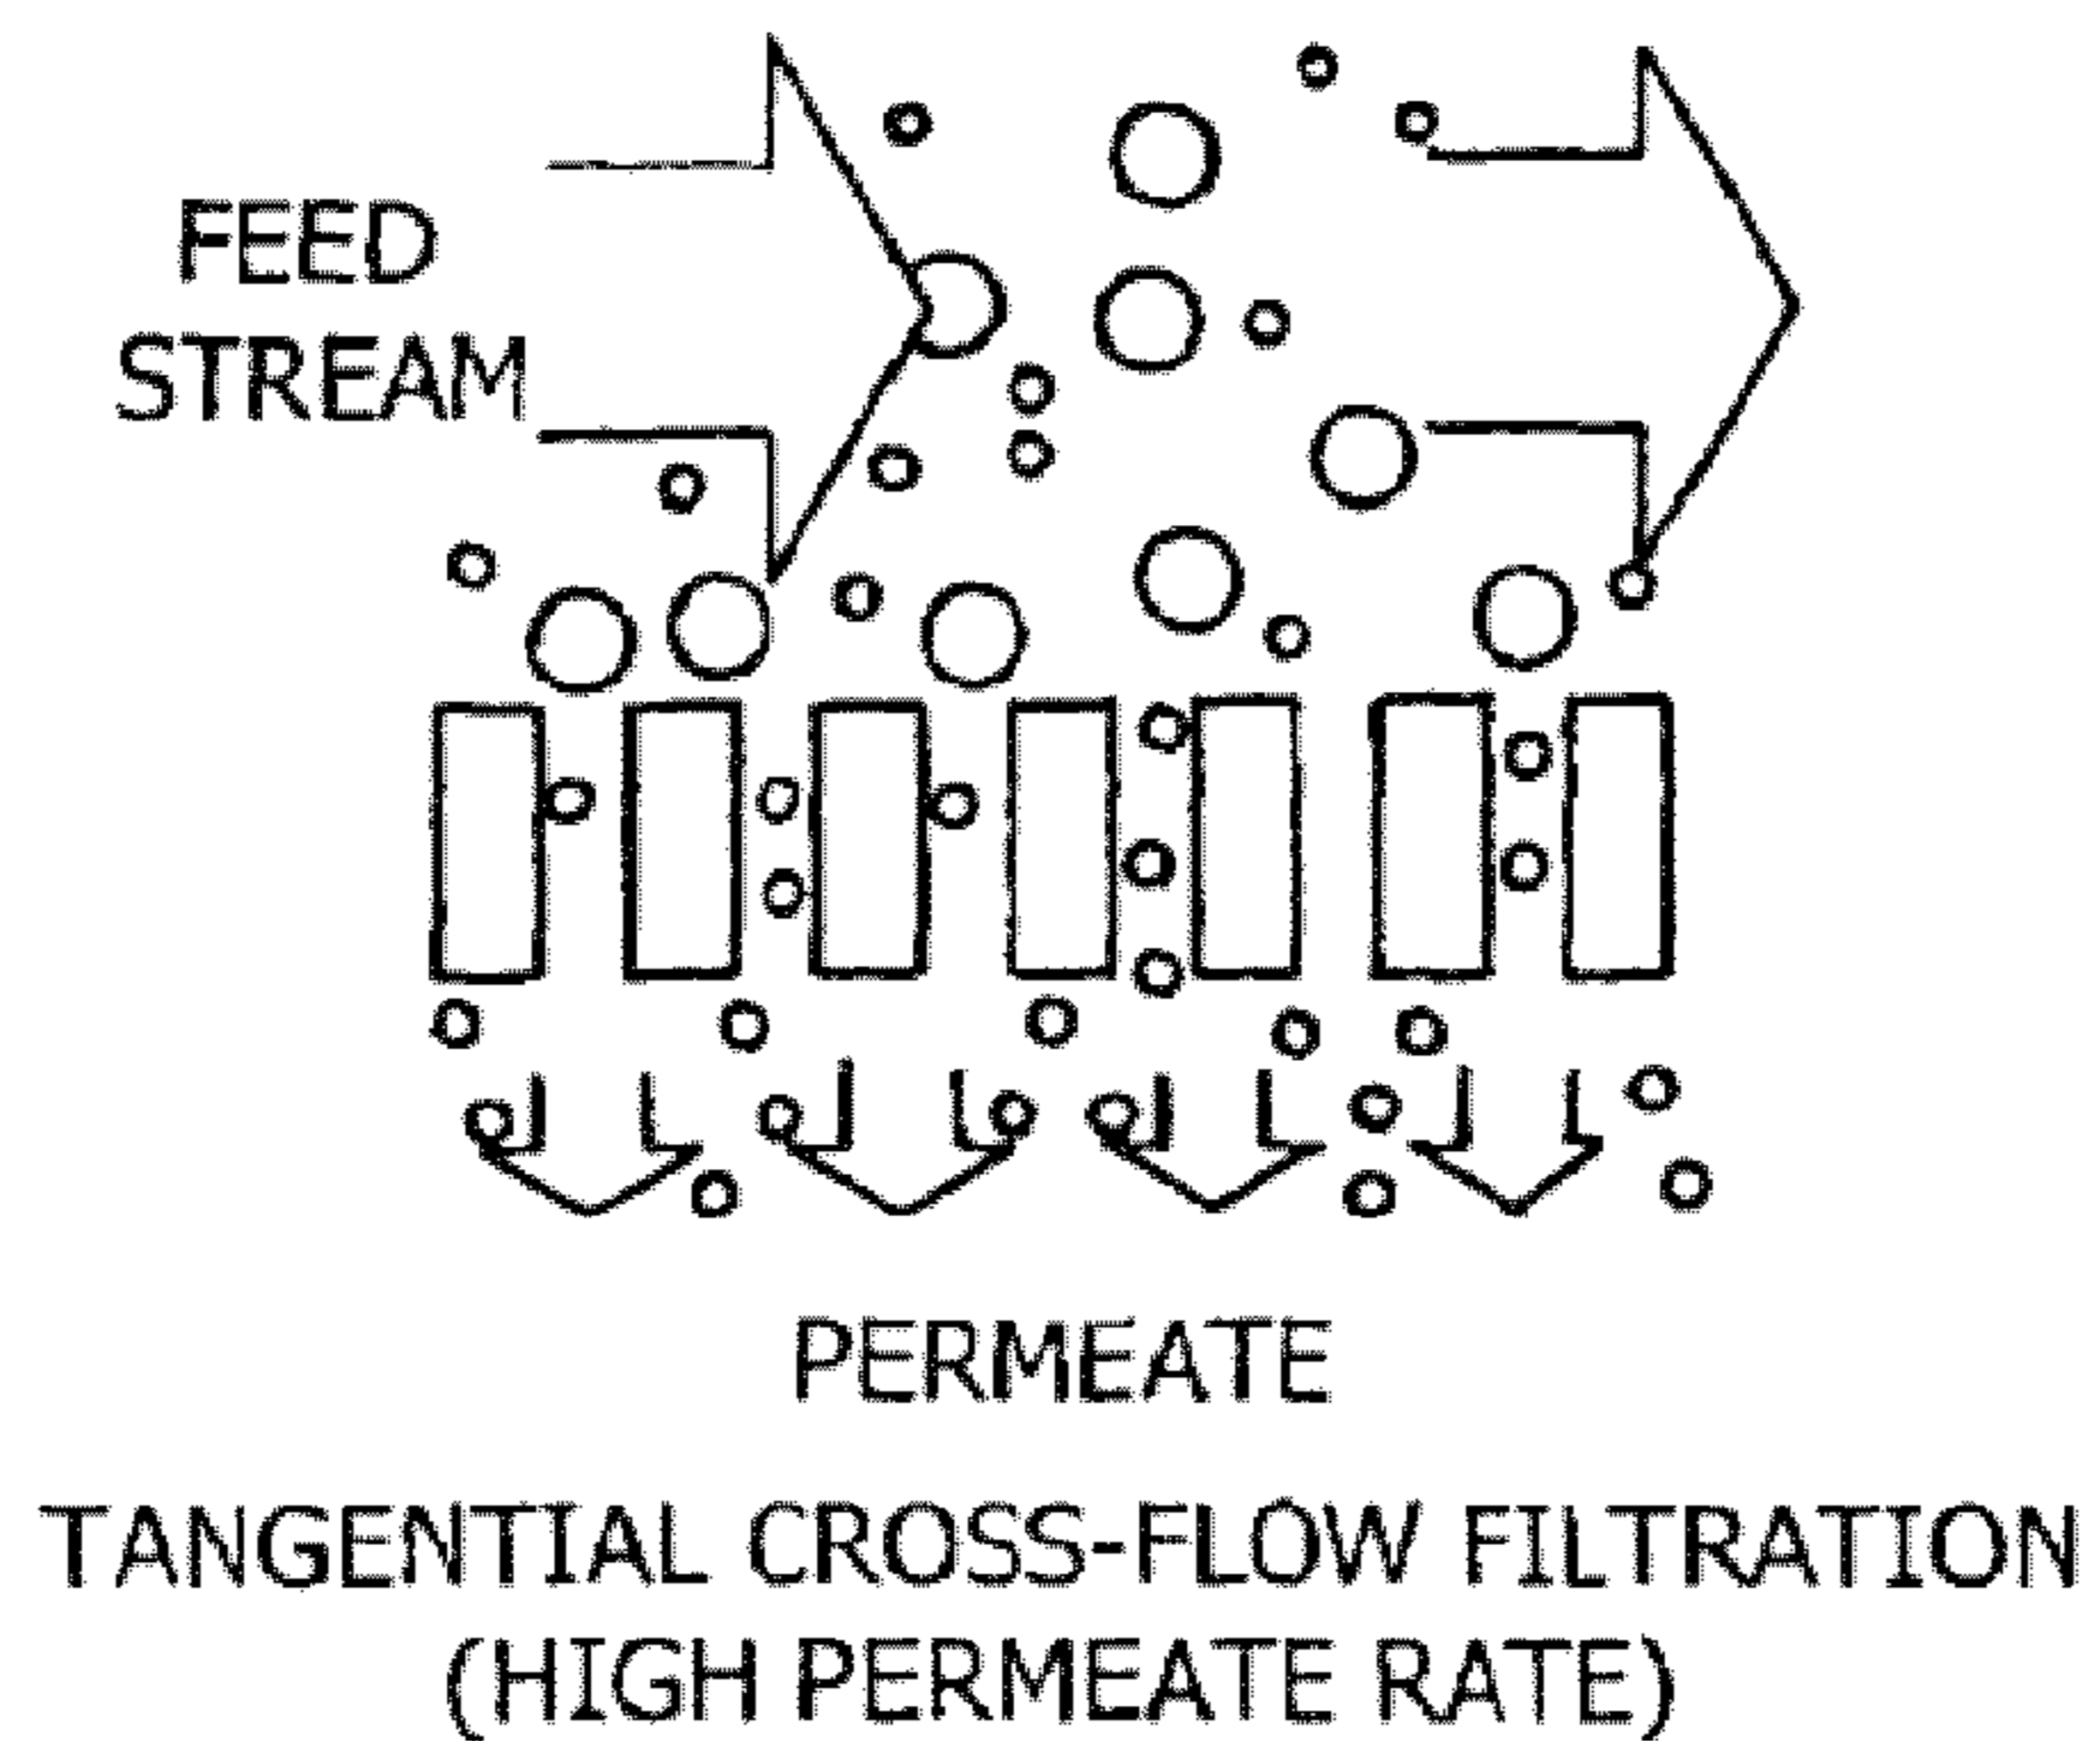 FEED
STREAM
PERMEATE
TANGENTIAL CROSS-FLOW FILTRATION
(HIGH PERMEATE RATE)